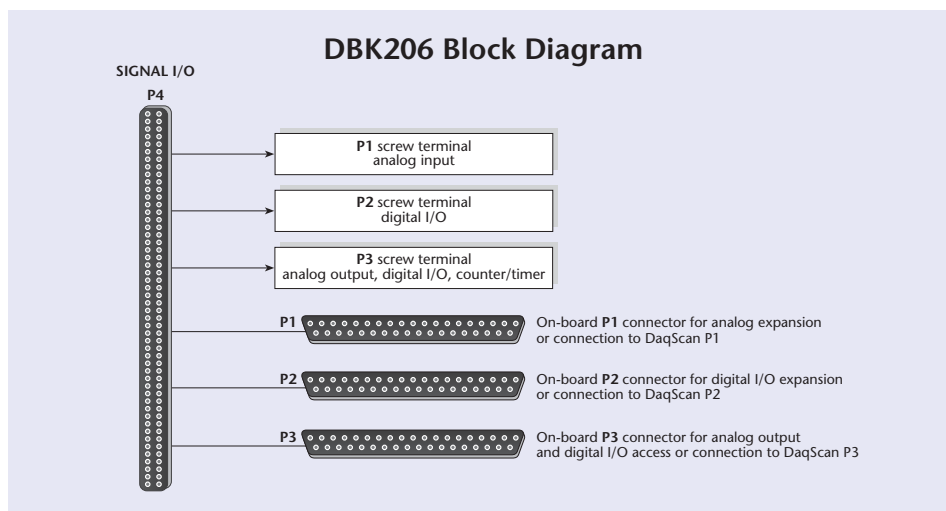 DBK206 Block Diagram
SIGNAL I/O
P4
P1 screw terminal
analog input
P2 screw terminal
digital I/O
P3 screw terminal
analog output, digital I/O, counter/timer
P1
On-board P1 connector for analog expansion
or connection to DaqScan P1
P2
On-board P2 connector for digital I/O expansion
or connection to DaqScan P2
P3
On-board P3 connector for analog output
and digital I/O access or connection to DaqScan P3